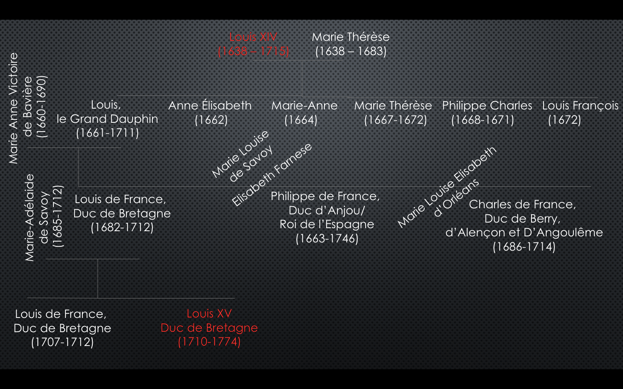 Louis XIV
(1638 – 1715)
Marie Thérèse
(1638 – 1683)
Marie Anne Victoire
de Bavière
(1660-1690)
Louis,
le Grand Dauphin
(1661-1711)
Anne Élisabeth
(1662)
Marie-Anne
(1664)
Marie Thérèse
(1667-1672)
Philippe Charles
(1668-1671)
Louis François
(1672)
Marie-Adélaïde
de Savoy
(1685-1712)
Louis de France,
Duc de Bretagne
(1682-1712)
Marie Louise
de Savoy
Elisabeth Farnese
Philippe de France,
Duc d’Anjou/
Roi de l’Espagne
(1663-1746)
Marie Louise Elisabeth
d’Orléans
Charles de France,
Duc de Berry,
d’Alençon et D’Angoulême
(1686-1714)
Louis de France,
Duc de Bretagne
(1707-1712)
Louis XV
Duc de Bretagne
(1710-1774)